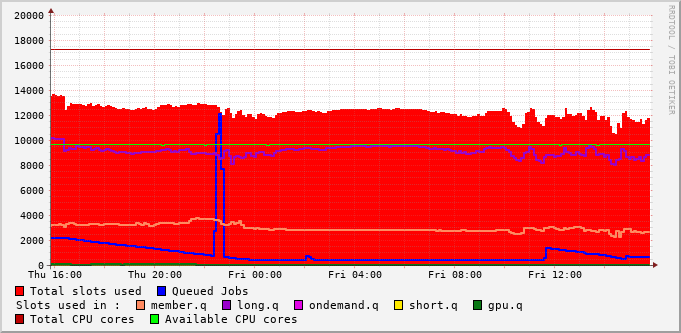 20000
18000
16000
14000
12000
10000
8000
6000
4000
2000
0
Thu 16:00 Thu 20:00 Fri 00:00 Fri 04:00 Fri 08:00 Fri 12:00
Total slots used Queued Jobs
Slots used in : member.q long.q ondemand.q short.q gpu.q
Total CPU cores Available CPU cores
RRDTOOL / TOBI OETIKER